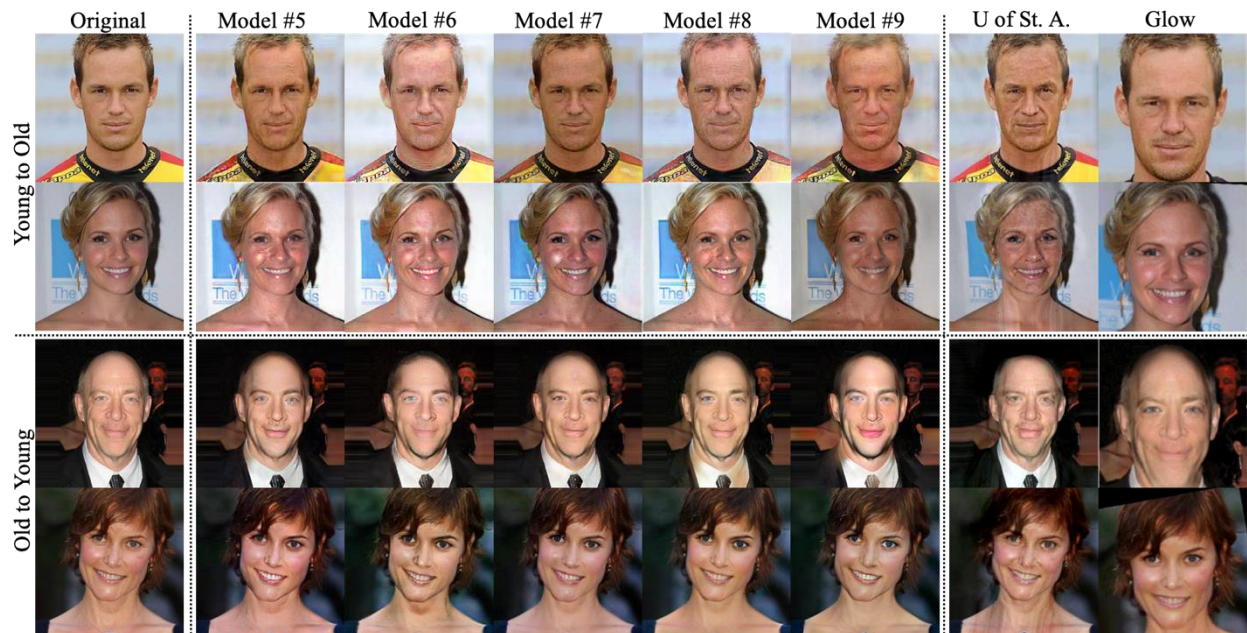 Original Model #5 Model #6 Model #7 Model #8 Model #9 U of St. A. Glow
Young to Old
Old to Young